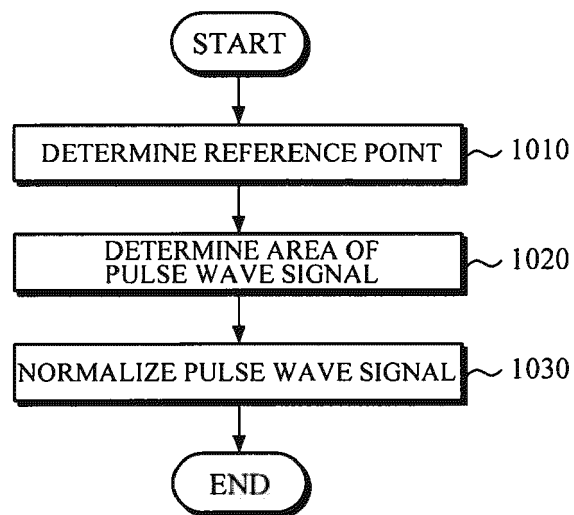 START
DETERMINE REFERENCE POINT
1010
DETERMINE AREA OF
PULSE WAVE SIGNAL
1020
NORMALIZE PULSE WAVE SIGNAL
1030
END